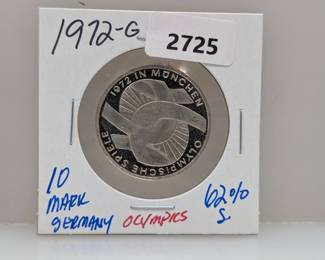 1972-G
2725
1972 IN MÜNCHEN
OLYMPISCHE SPIELE
10
MARK
GERMANY
OLYMPICS
62%
S